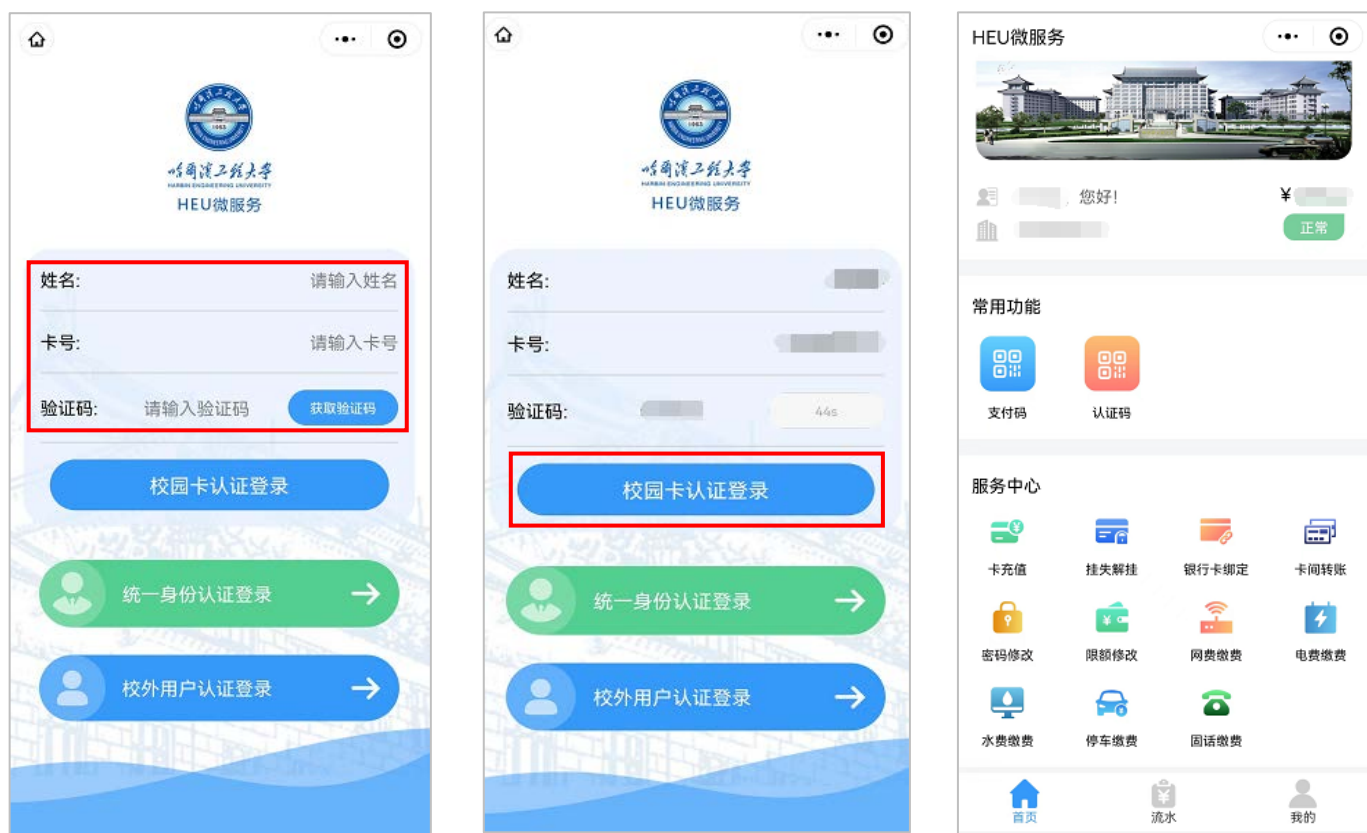 哈尔滨工程大学
HARBIN ENGINEERING UNIVERSITY
HEU微服务
姓名:
请输入姓名
卡号:
请输入卡号
验证码:
请输入验证码
获取验证码
校园卡认证登录
统一身份认证登录
校外用户认证登录
哈尔滨工程大学
HARBIN ENGINEERING UNIVERSITY
HEU微服务
姓名:
卡号:
验证码:
44s
校园卡认证登录
统一身份认证登录
校外用户认证登录
HEU微服务
, 您好!
¥
正常
常用功能
支付码
认证码
服务中心
卡充值
挂失解挂
银行卡绑定
卡间转账
密码修改
限额修改
网费缴费
电费缴费
水费缴费
停车缴费
固话缴费
首页
流水
我的